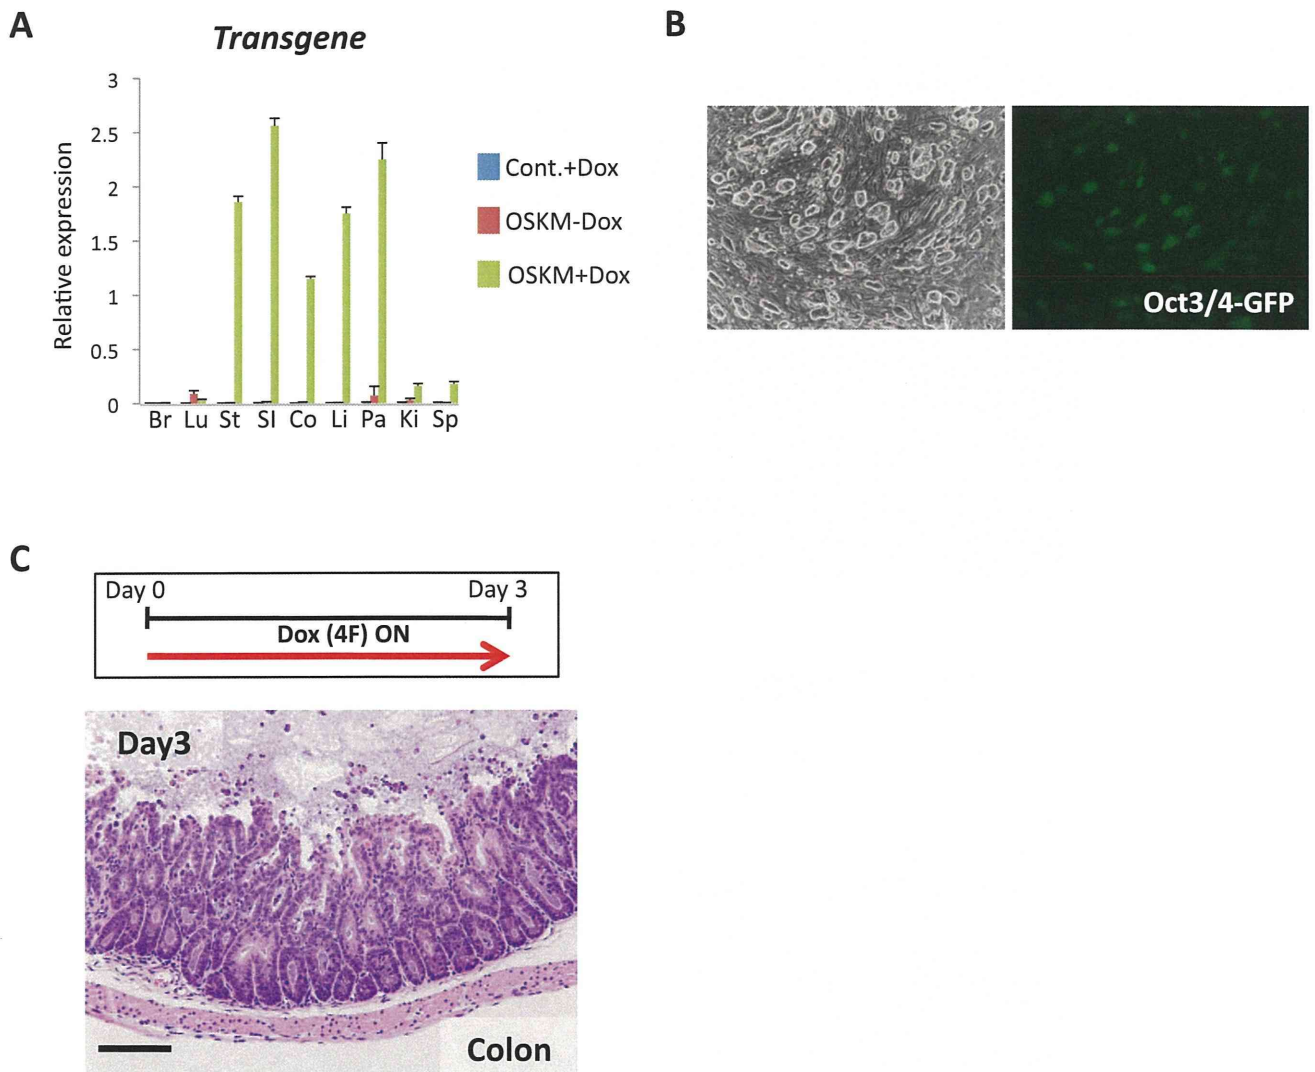 A
Transgene
Relative expression
3
2.5
2
1.5
1
0.5
0
Br Lu St SI Co Li Pa Ki Sp
Cont.+Dox
OSKM-Dox
OSKM+Dox
B
Oct3/4-GFP
C
Day 0 Day 3
Dox (4F) ON
Day3
Colon